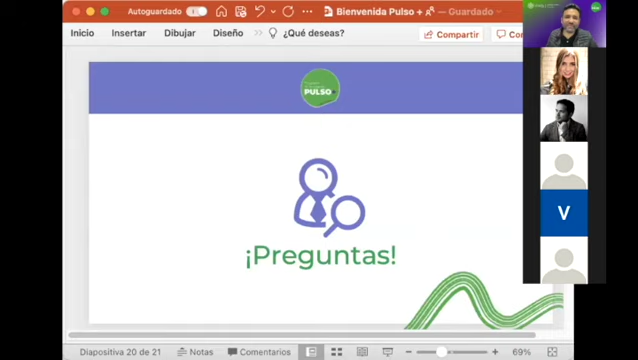 Autoguardado
Bienvenida Pulso +
— Guardado
Inicio
Insertar
Dibujar
Diseño
>>
¿Qué deseas?
Compartir
PULSO+
¡Preguntas!
V
Diapositiva 20 de 21
Notas
Comentarios
69%